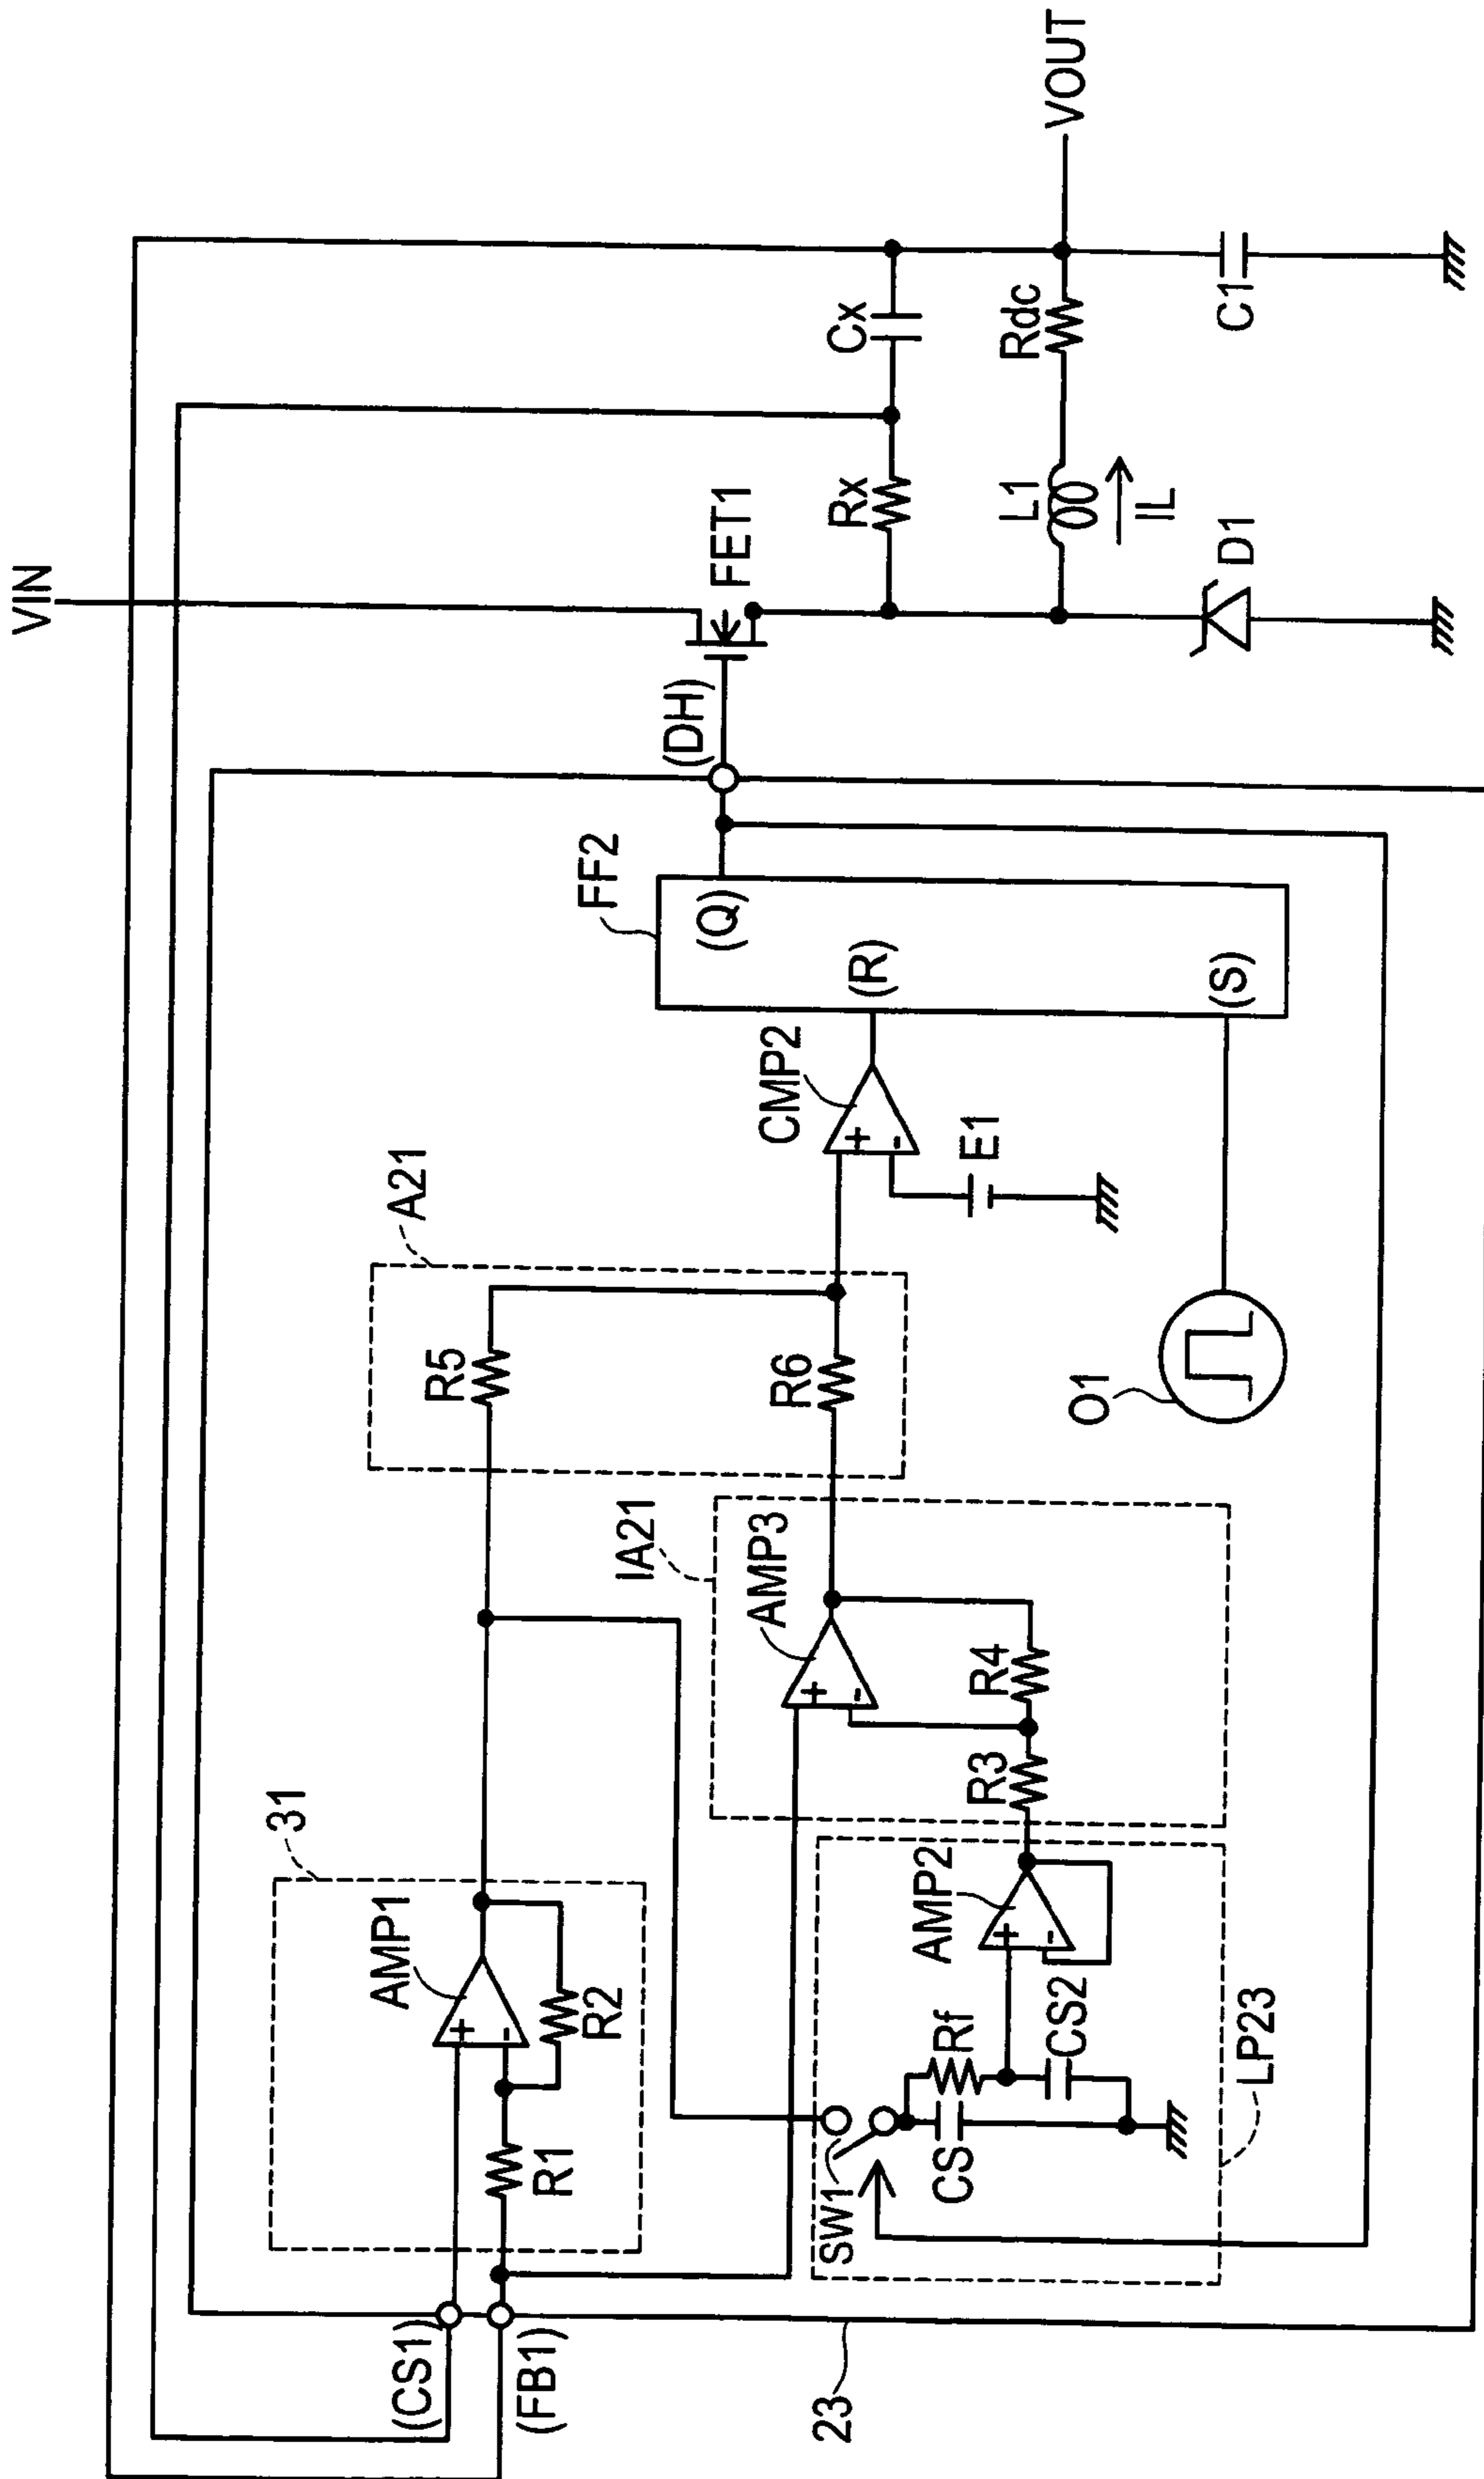 VIN
VOUT
Cx
Rdc
C1
Rx
L1
IL
FET1
D1
(DH)
FF2
(Q)
(R)
(S)
CMP2
E1
A21
R5
R6
O1
IA21
AMP3
R4
R3
31
AMP1
R2
R1
AMP2
Rf
CS2
CS
SW1
LP23
(CS1)
(FB1)
23
+
-
+
-
+
-
+
-